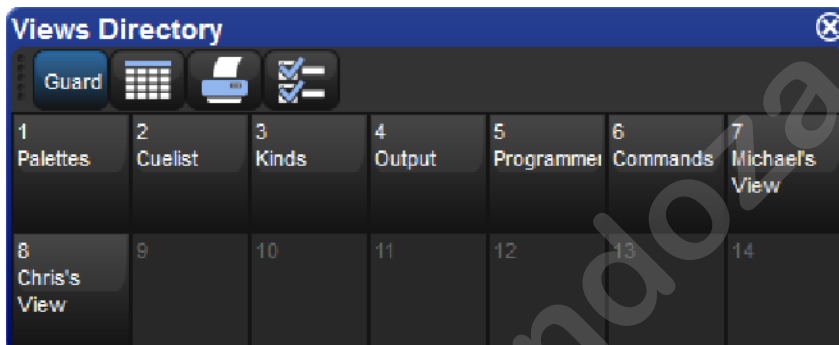 Views Directory
Guard
1 2 3 4 5 6 7
Palettes Cuelist Kinds Output Programmer Commands Michael's
View
8 9 10 11 12 13 14
Chris's
View
ndoza